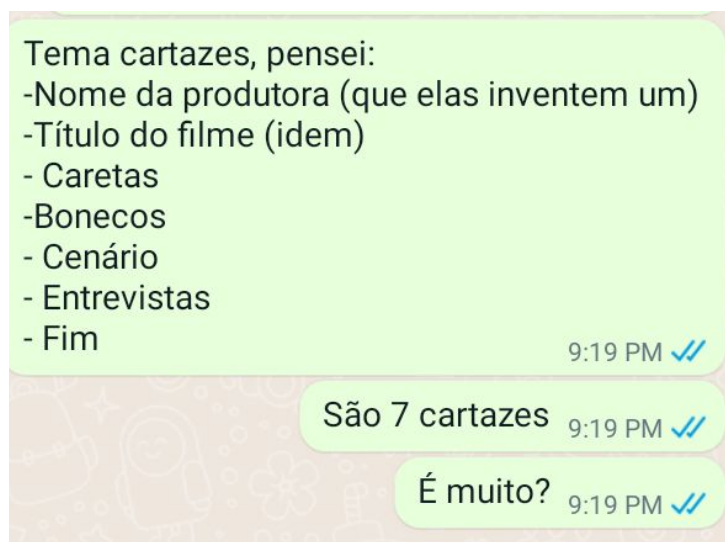 Tema cartazes, pensei:
-Nome da produtora (que elas inventem um)
-Título do filme (idem)
- Caretas
-Bonecos
- Cenário
- Entrevistas
- Fim
9:19 PM
São 7 cartazes 9:19 PM
É muito? 9:19 PM